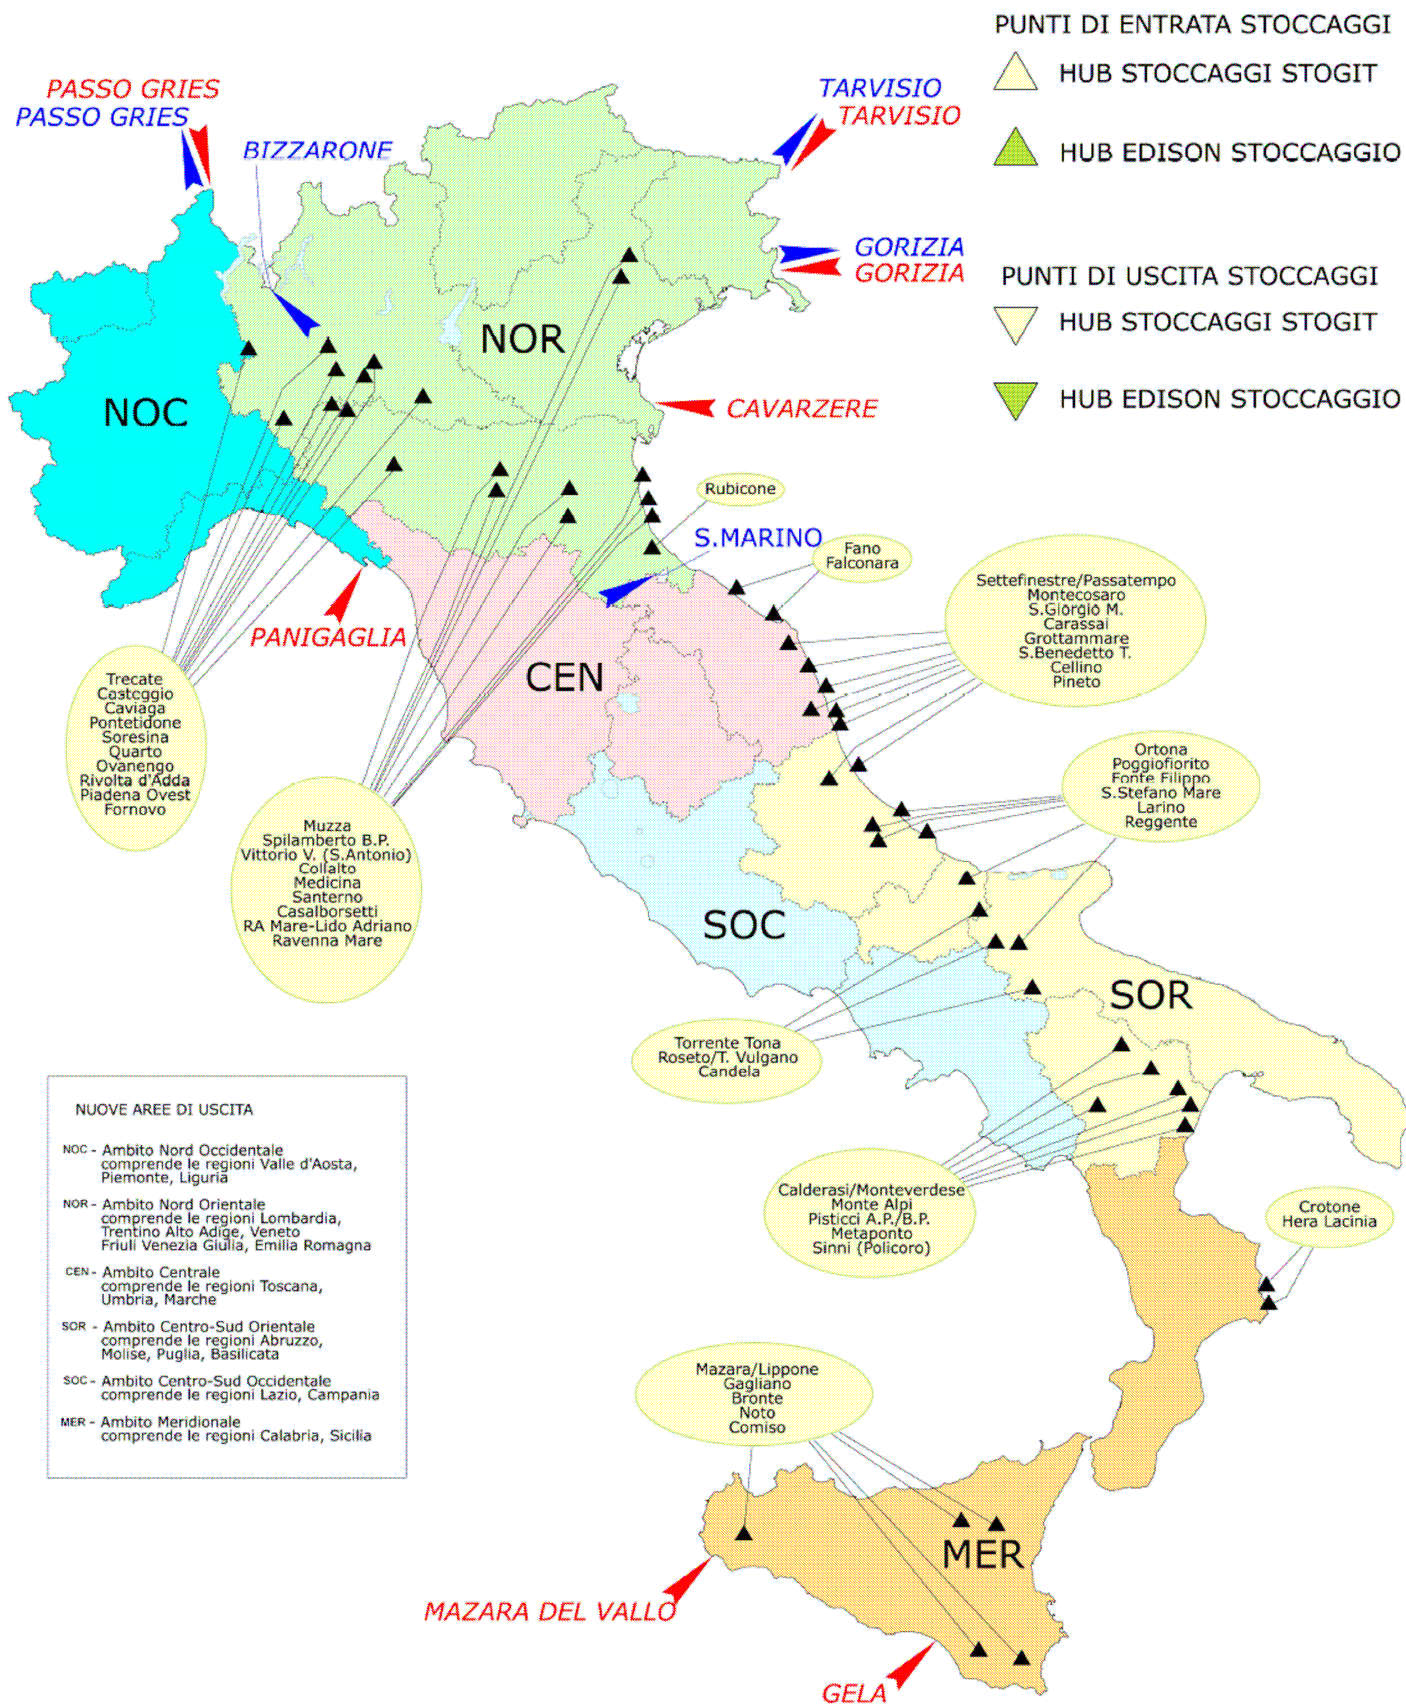 PUNTI DI ENTRATA STOCCAGGI
HUB STOCCAGGI STOGIT
HUB EDISON STOCCAGGIO
PUNTI DI USCITA STOCCAGGI
HUB STOCCAGGI STOGIT
HUB EDISON STOCCAGGIO
PASSO GRIES
PASSO GRIES
BIZZARONE
TARVISIO
TARVISIO
GORIZIA
GORIZIA
NOR
NOC
CAVARZERE
Rubicone
S.MARINO
Fano
Falconara
PANIGAGLIA
CEN
Settefinestre/Passatempo
Montecosaro
S.Giorgio M.
Carassai
Grottammare
S.Benedetto T.
Cellino
Pineto
Trecate
Casteggio
Caviaga
Pontetidone
Soresina
Quarto
Ovanengo
Rivolta d'Adda
Piadena Ovest
Fornovo
Ortona
Poggiofiorito
Fonte Filippo
S.Stefano Mare
Larino
Reggente
Muzza
Spilamberto B.P.
Vittorio V. (S.Antonio)
Collalto
Medicina
Santerno
Casalborsetti
RA Mare-Lido Adriano
Ravenna Mare
SOC
SOR
Torrente Tona
Roseto/T. Vulgano
Candela
NUOVE AREE DI USCITA
NOC - Ambito Nord Occidentale
comprende le regioni Valle d'Aosta,
Piemonte, Liguria
NOR - Ambito Nord Orientale
comprende le regioni Lombardia,
Trentino Alto Adige, Veneto
Friuli Venezia Giulia, Emilia Romagna
CEN - Ambito Centrale
comprende le regioni Toscana,
Umbria, Marche
SOR - Ambito Centro-Sud Orientale
comprende le regioni Abruzzo,
Molise, Puglia, Basilicata
SOC - Ambito Centro-Sud Occidentale
comprende le regioni Lazio, Campania
MER - Ambito Meridionale
comprende le regioni Calabria, Sicilia
Calderasi/Monteverdese
Monte Alpi
Pisticci A.P./B.P.
Metaponto
Sinni (Policoro)
Crotone
Hera Lacinia
Mazara/Lippone
Gagliano
Bronte
Noto
Comiso
MER
MAZARA DEL VALLO
GELA